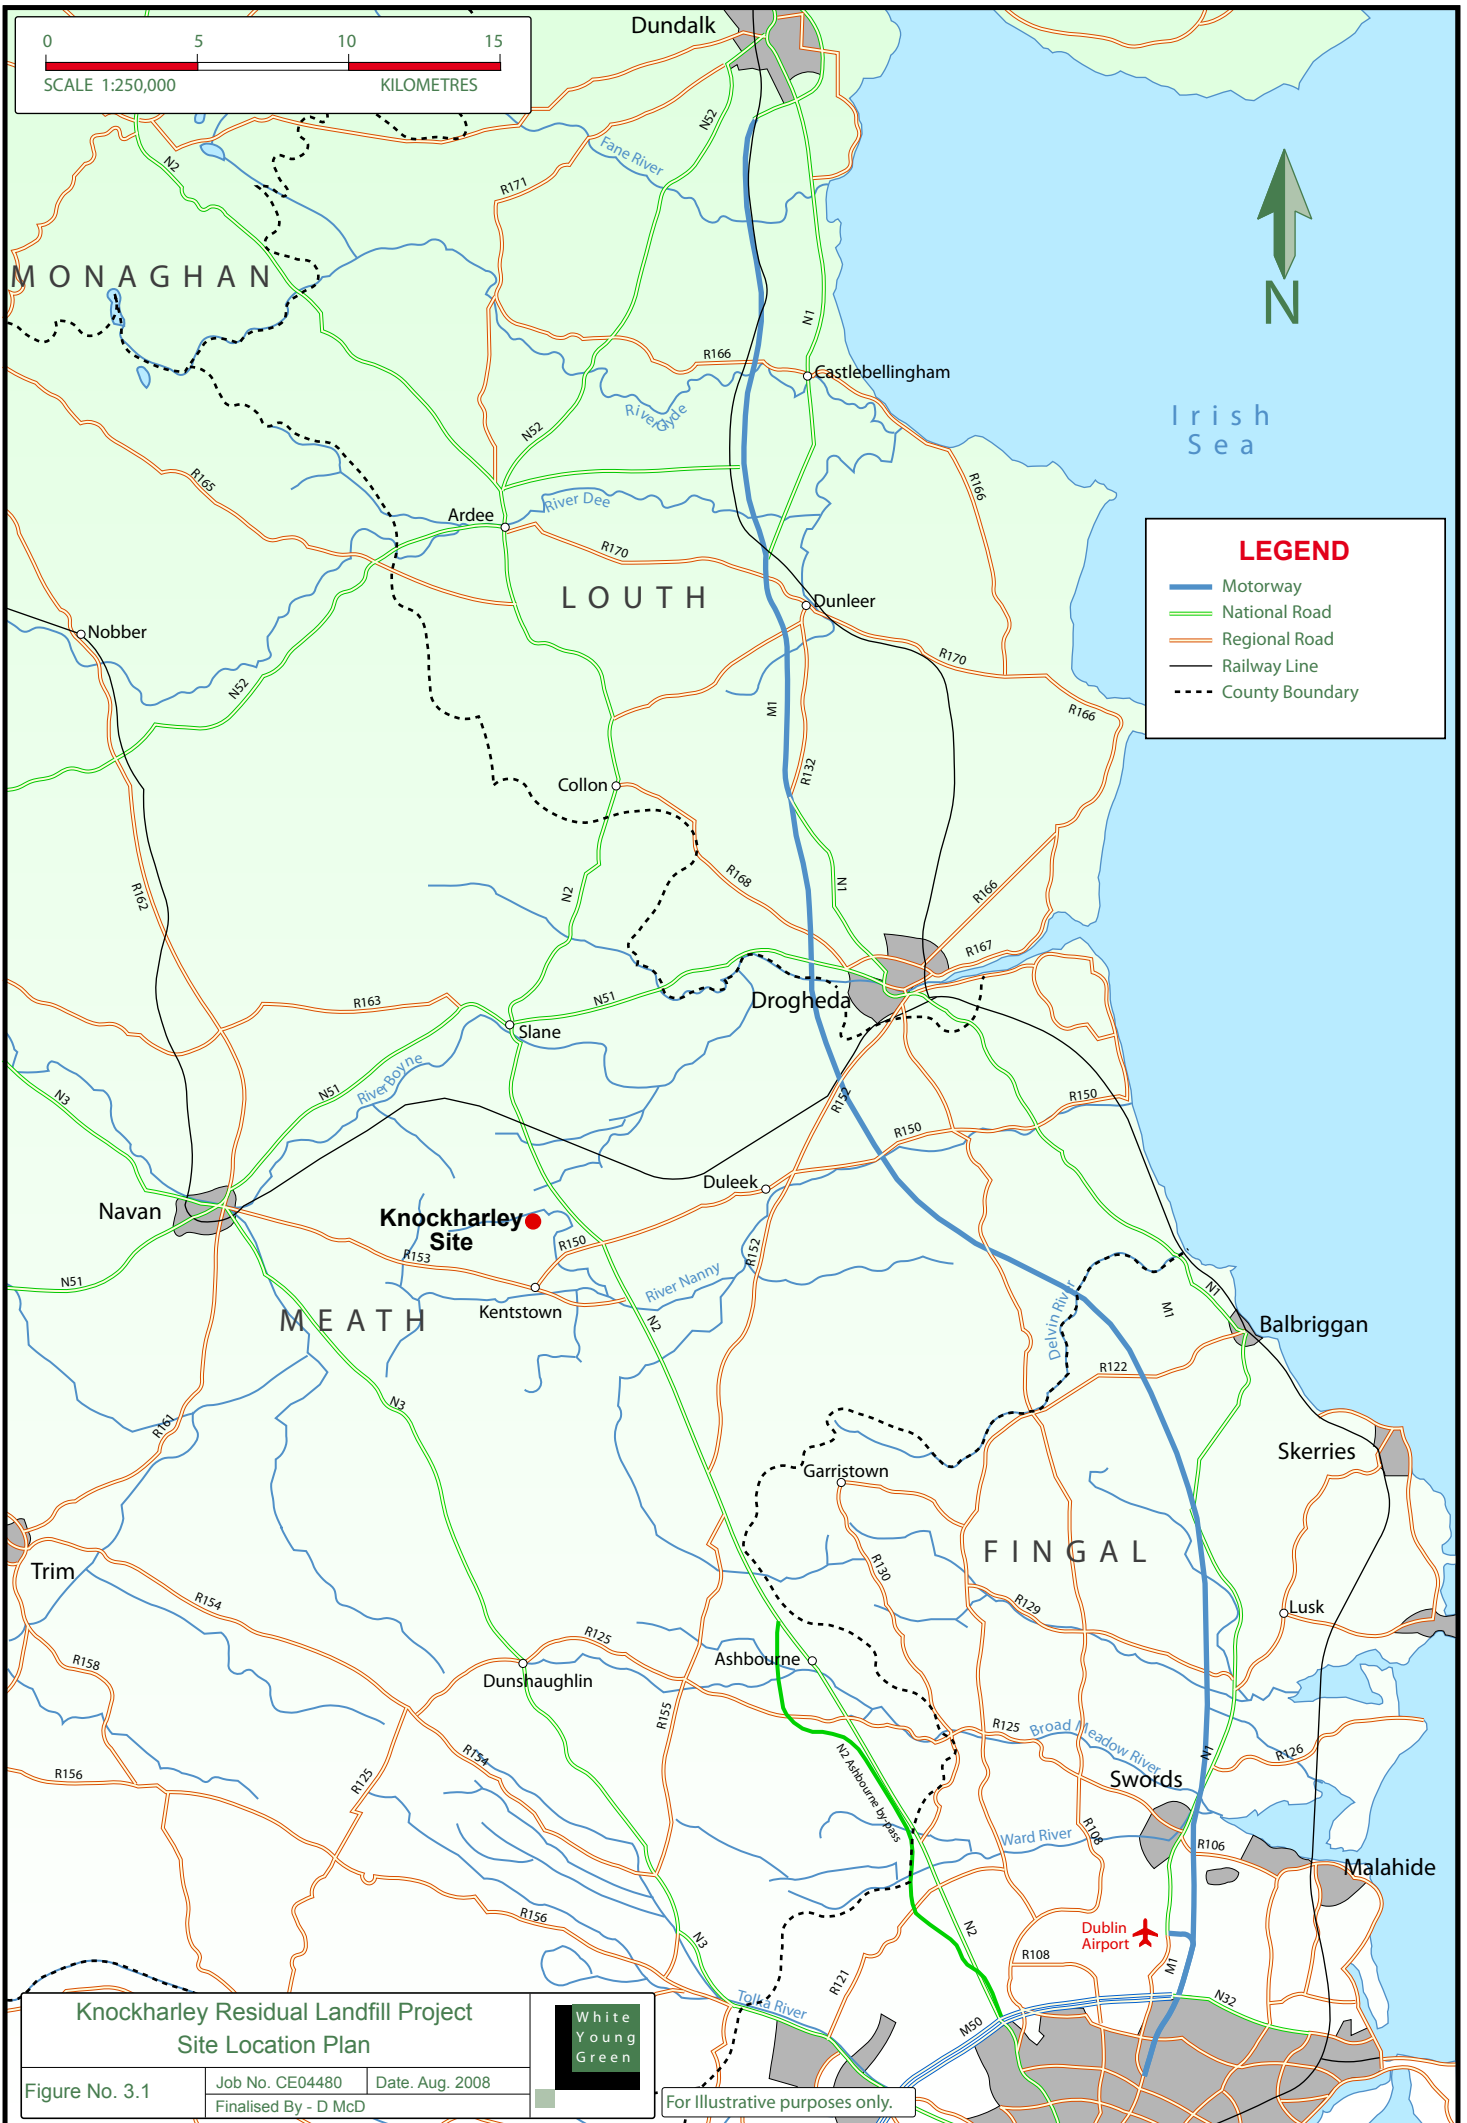 0 5 10 15
SCALE 1:250,000 KILOMETRES
Dundalk
N52
N2
Fane River
R171
N
MONAGHAN
N1
R166
Castlebellingham
River Glyde
Irish
Sea
N52
R165
R166
River Dee
Ardee
R170
LEGEND
Motorway
National Road
Regional Road
Railway Line
County Boundary
LOUTH
Dunleer
Nobber
R170
N52
M1
R166
R132
Collon
R168
N1
R162
N2
R166
R167
R163
N51
Drogheda
Slane
River Boyne
N51
N3
R152
R150
R150
Duleek
Navan
Knockharley
Site
R150
R153
R152
N51
River Nanny
Kentstown
MEATH
N2
Delvin River
M1
N1
Balbriggan
R122
N3
R161
Skerries
Garristown
FINGAL
Trim
R130
R154
R129
Lusk
R125
R158
Ashbourne
Dunshaughlin
R155
R125
Broad Meadow River
N1
R126
R154
N2 Ashbourne by-pass
R156
R125
Swords
R108
Ward River
R106
Malahide
R156
N2
Dublin
Airport
N3
R108
M1
R121
Tolka River
N32
M50
Knockharley Residual Landfill Project
Site Location Plan
Figure No. 3.1
Job No. CE04480
Date. Aug. 2008
Finalised By - D McD
White
Young
Green
For Illustrative purposes only.